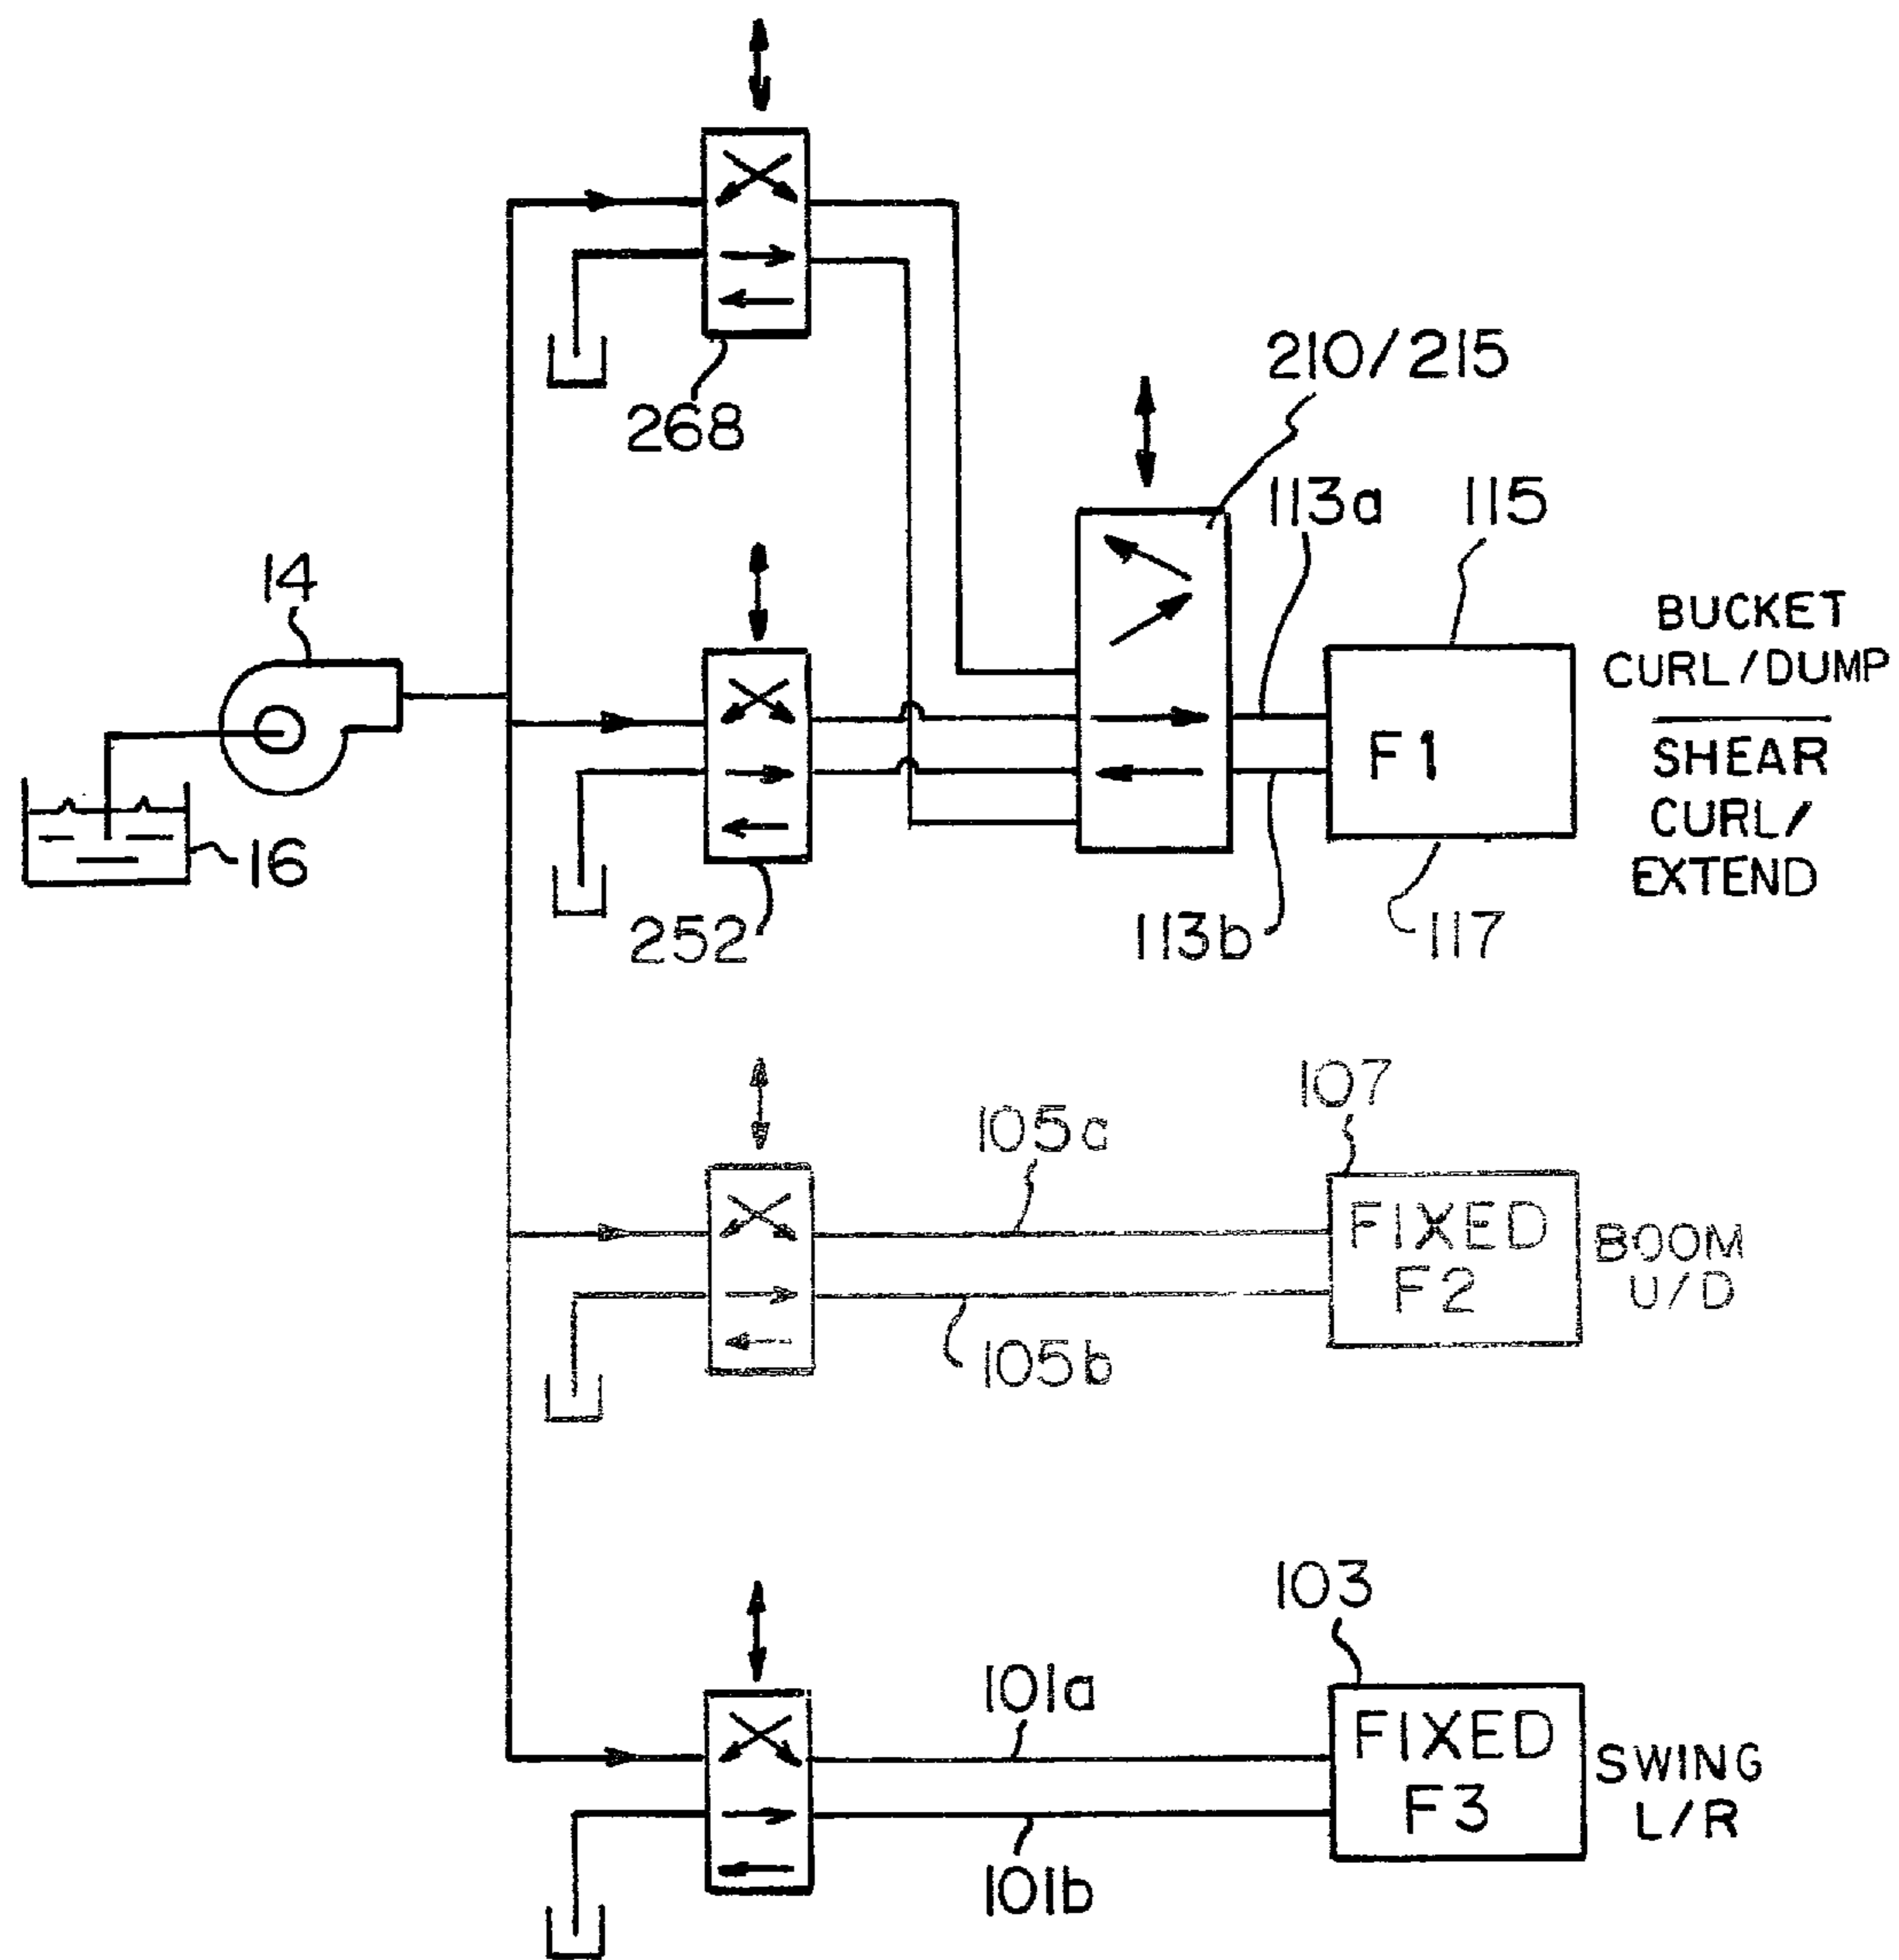 268
210/215
113a
115
14
BUCKET
CURL/DUMP
SHEAR
CURL/
EXTEND
F1
16
252
113b
117
107
105a
FIXED
F2
BOOM
U/D
105b
103
101a
FIXED
F3
SWING
L/R
101b